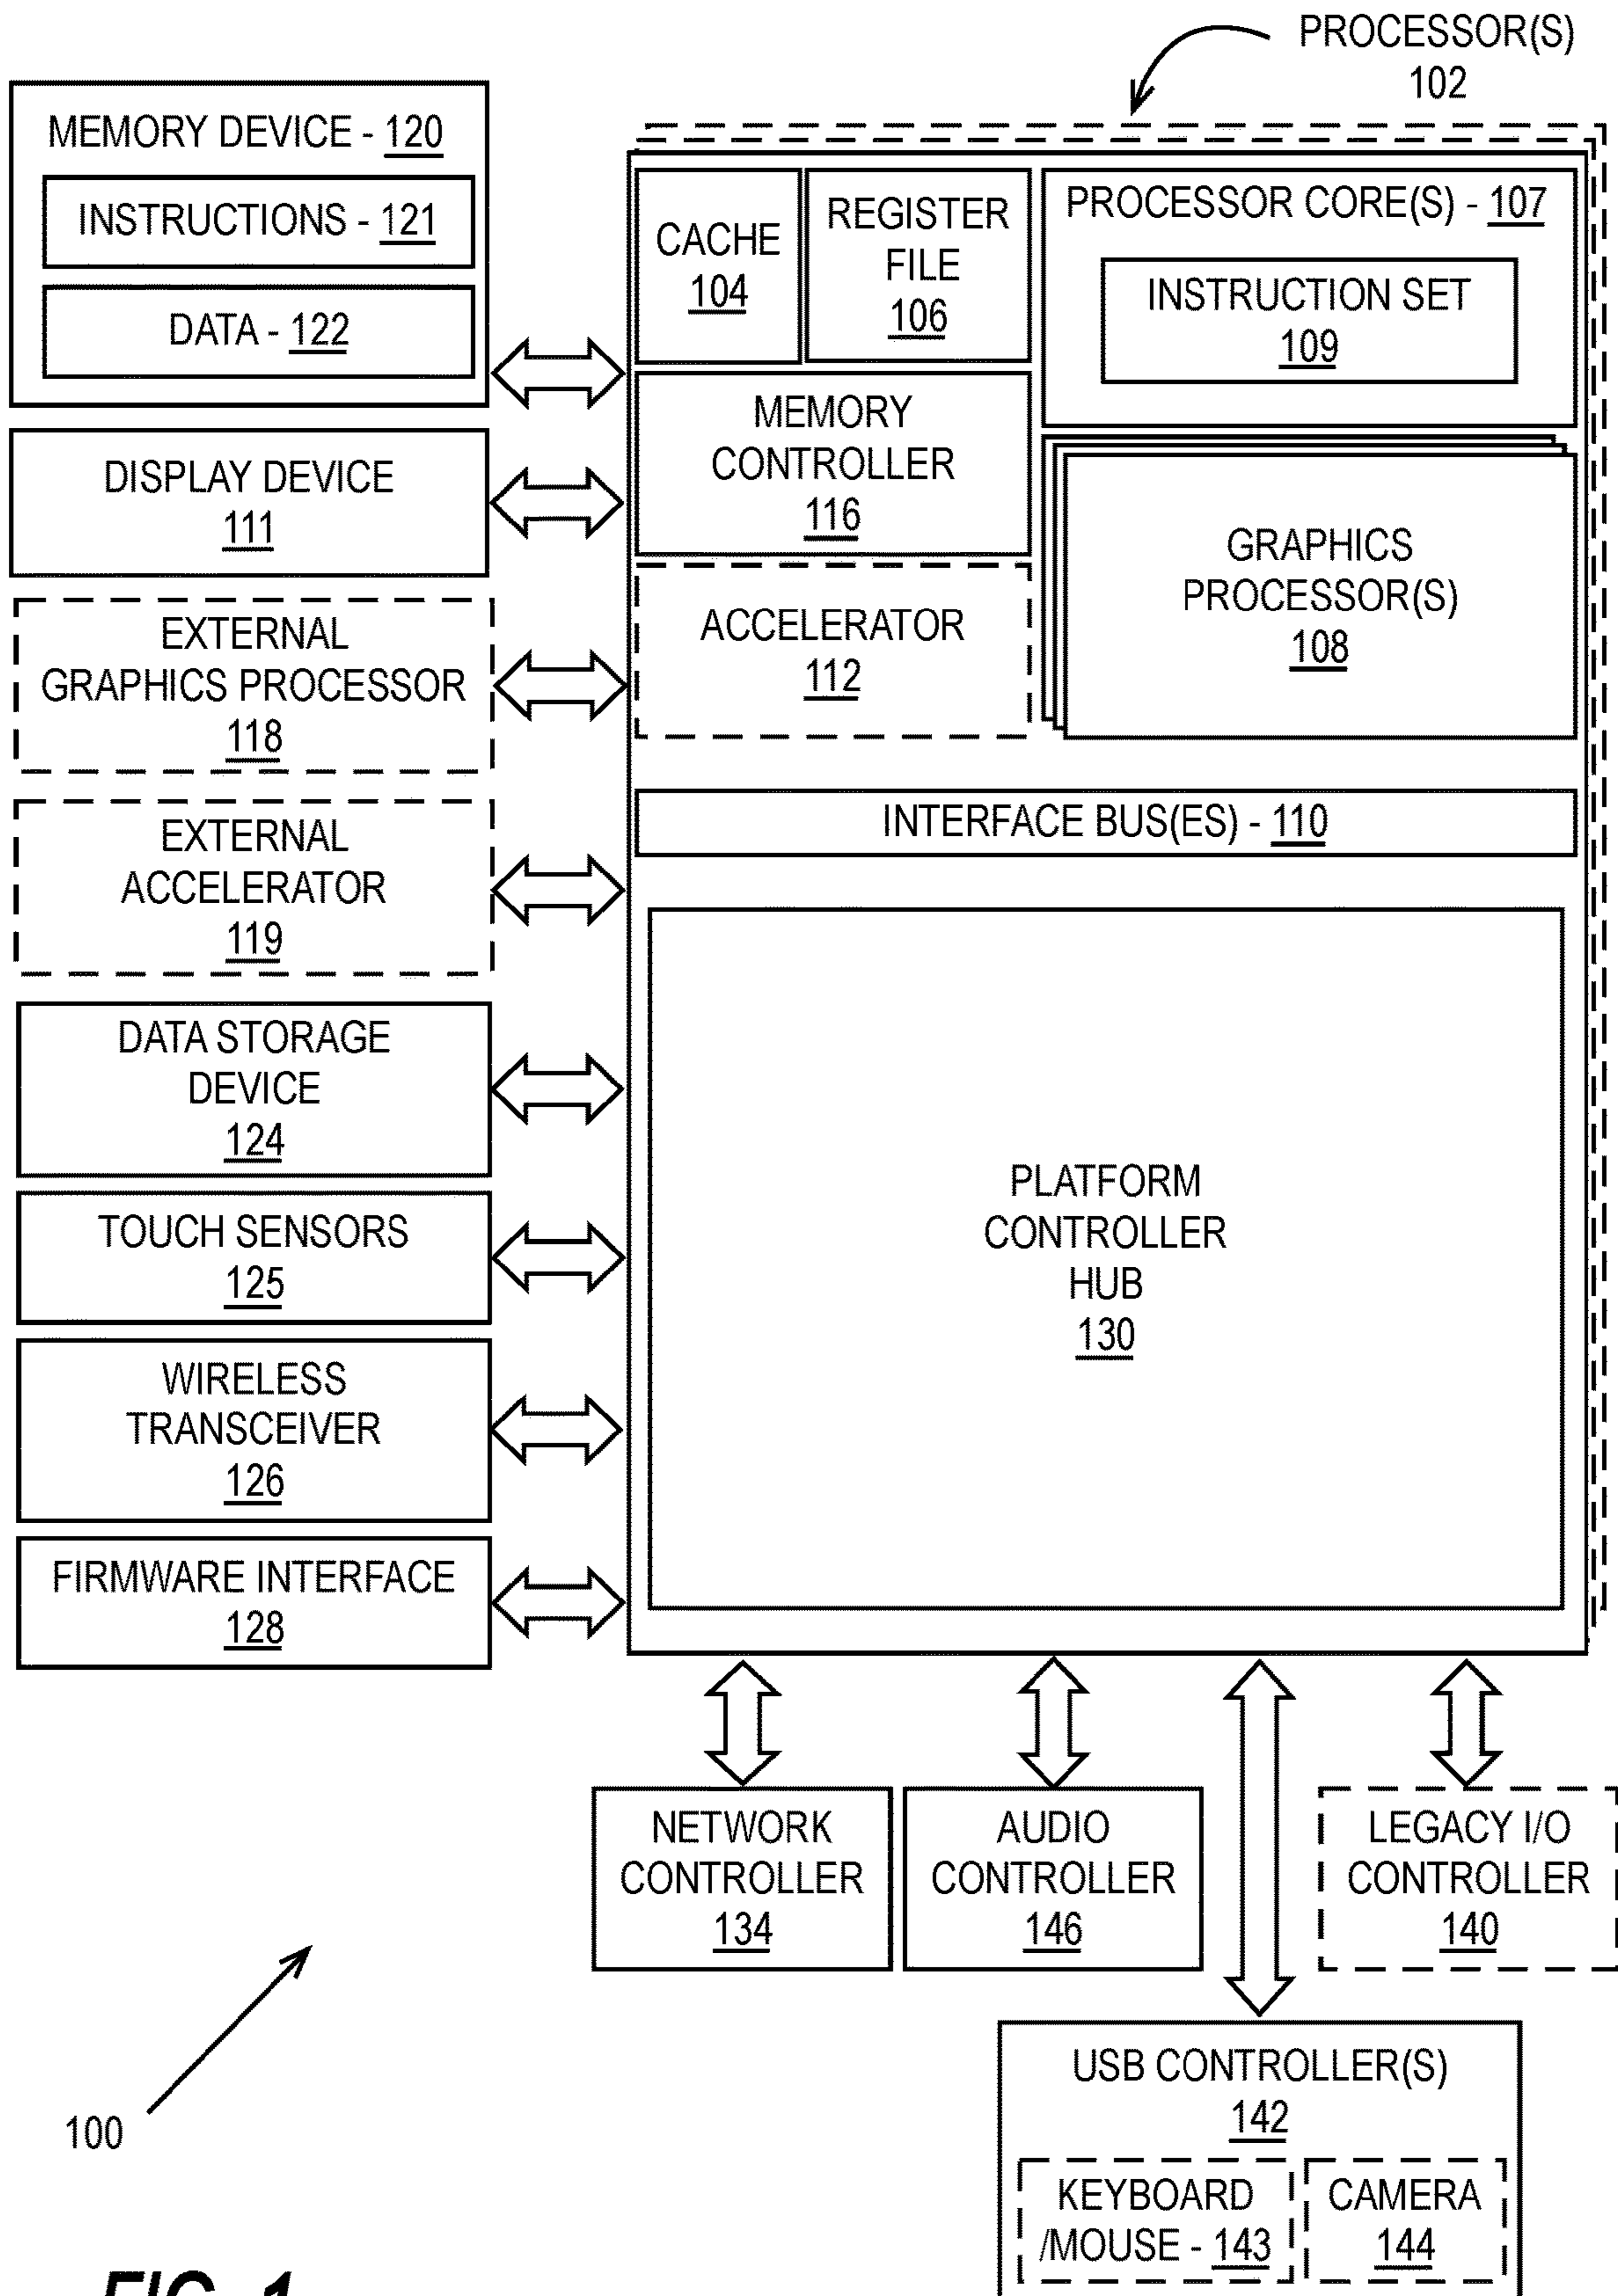 PROCESSOR(S)
102
MEMORY DEVICE - 120
INSTRUCTIONS - 121
DATA - 122
DISPLAY DEVICE
111
EXTERNAL
GRAPHICS PROCESSOR
118
EXTERNAL
ACCELERATOR
119
DATA STORAGE
DEVICE
124
TOUCH SENSORS
125
WIRELESS
TRANSCEIVER
126
FIRMWARE INTERFACE
128
CACHE
104
REGISTER
FILE
106
PROCESSOR CORE(S) - 107
INSTRUCTION SET
109
MEMORY
CONTROLLER
116
ACCELERATOR
112
GRAPHICS
PROCESSOR(S)
108
INTERFACE BUS(ES) - 110
PLATFORM
CONTROLLER
HUB
130
NETWORK
CONTROLLER
134
AUDIO
CONTROLLER
146
LEGACY I/O
CONTROLLER
140
USB CONTROLLER(S)
142
KEYBOARD
/MOUSE - 143
CAMERA
144
100
FIG. 1